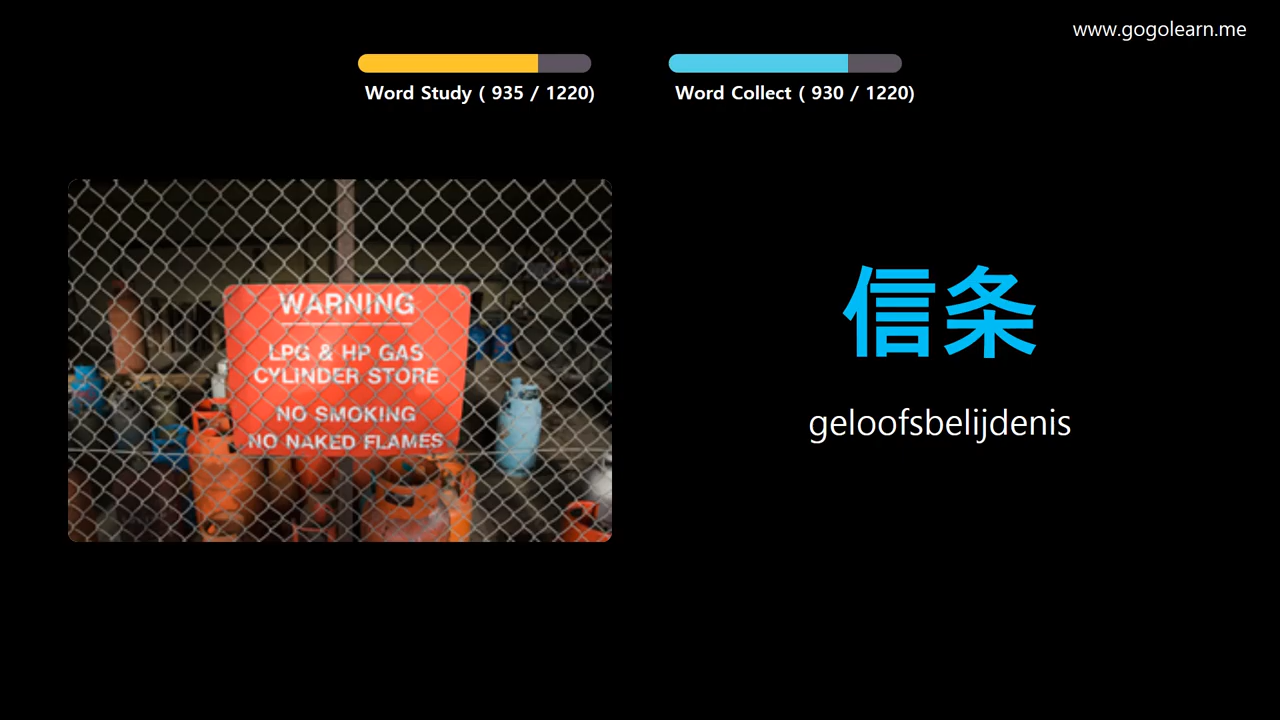 www.gogolearn.me
Word Study ( 935 / 1220)
Word Collect ( 930 / 1220)
WARNING
LPG & HP GAS
CYLINDER STORE
NO SMOKING
NO NAKED FLAMES
信条
geloofsbelijdenis